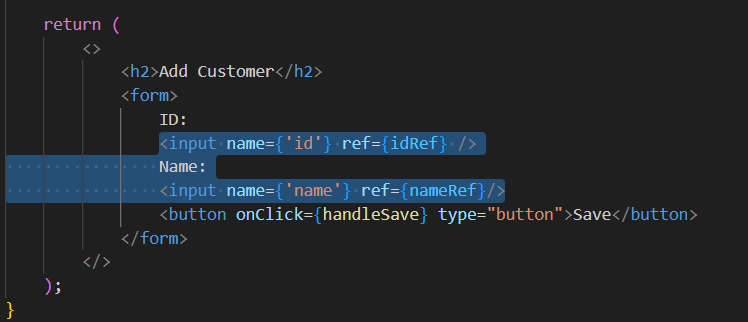 return (
<>
<h2>Add Customer</h2>
<form>
ID:
<input name={'id'} ref={idRef} />
Name:
<input name={'name'} ref={nameRef}/>
<button onClick={handleSave} type="button">Save</button>
</form>
</>
);
}